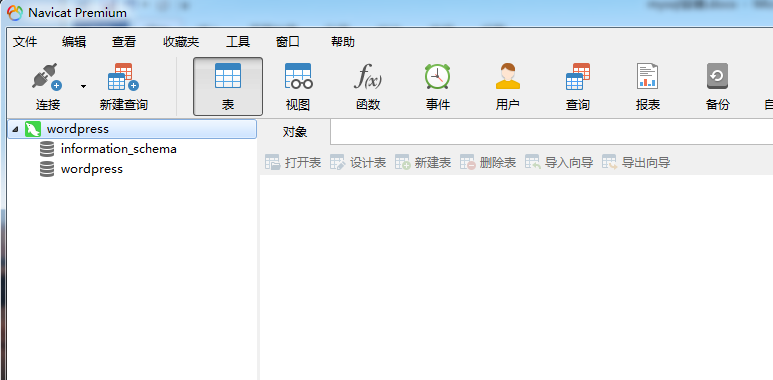 Navicat Premium
文件 编辑 查看 收藏夹 工具 窗口 帮助
连接 新建查询 表 视图 函数 事件 用户 查询 报表 备份
f(x)
wordpress
对象
information_schema
wordpress
打开表 设计表 新建表 删除表 导入向导 导出向导